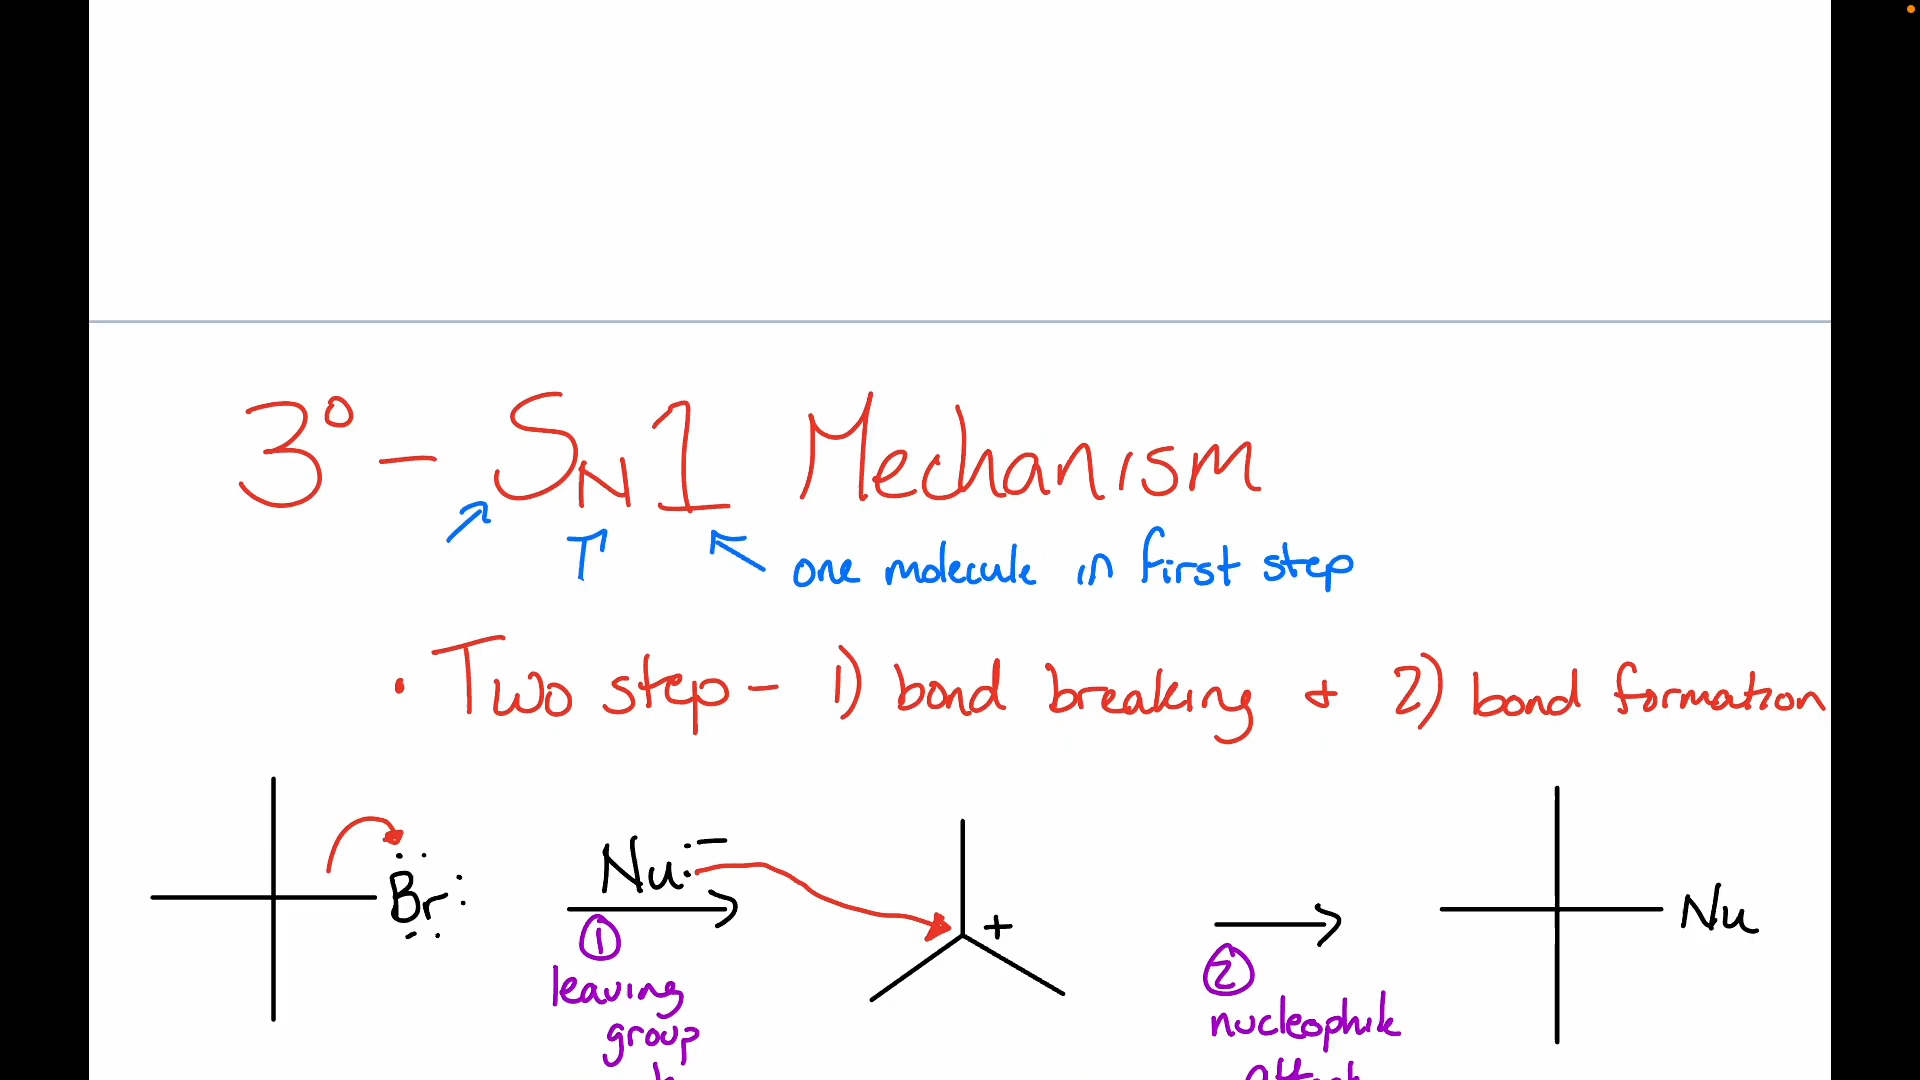 3° - SN1 Mechanism
one molecule in first step
• Two step - 1) bond breaking + 2) bond formation
Br
Nu:⁻
+
Nu
1
leaving
group
2
nucleophile
attack